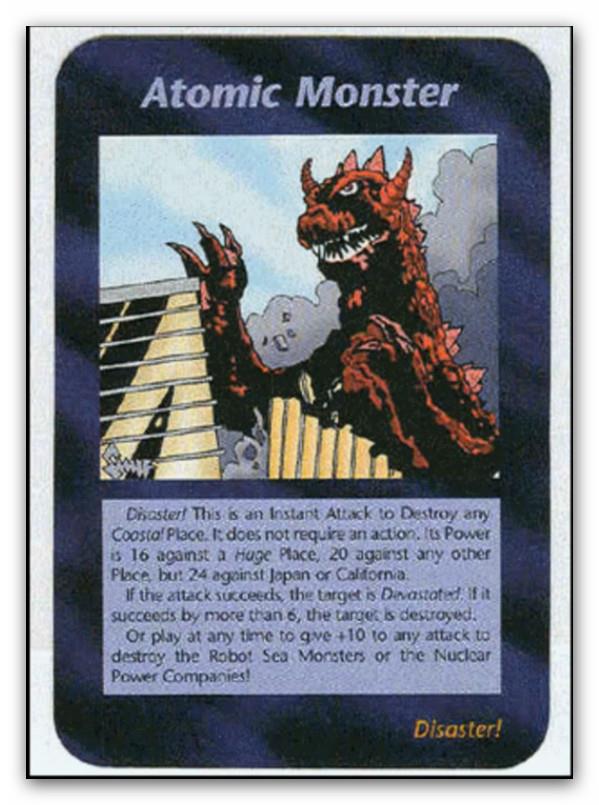 Atomic Monster
Disaster! This is an Instant Attack to Destroy any
Coastal Place. It does not require an action. Its Power
is 16 against a Huge Place, 20 against any other
Place, but 24 against Japan or California.
If the attack succeeds, the target is Devastated. If it
succeeds by more than 6, the target is destroyed.
Or play at any time to give +10 to any attack to
destroy the Robot Sea Monsters or the Nuclear
Power Companies!
Disaster!